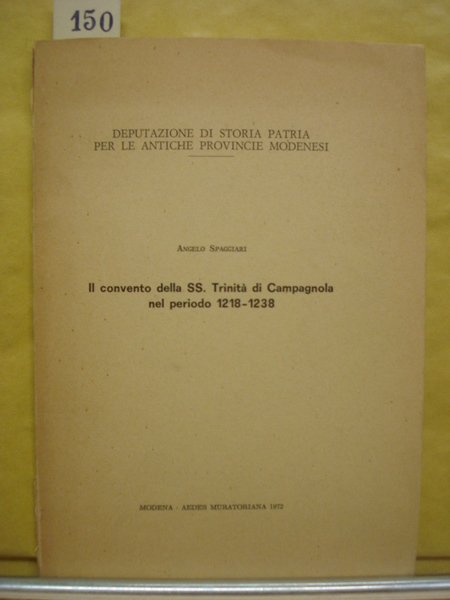 150
DEPUTAZIONE DI STORIA PATRIA
PER LE ANTICHE PROVINCIE MODENESI
ANGELO SPAGGIARI
Il convento della SS. Trinità di Campagnola
nel periodo 1218-1238
MODENA - AEDES MURATORIANA 1972